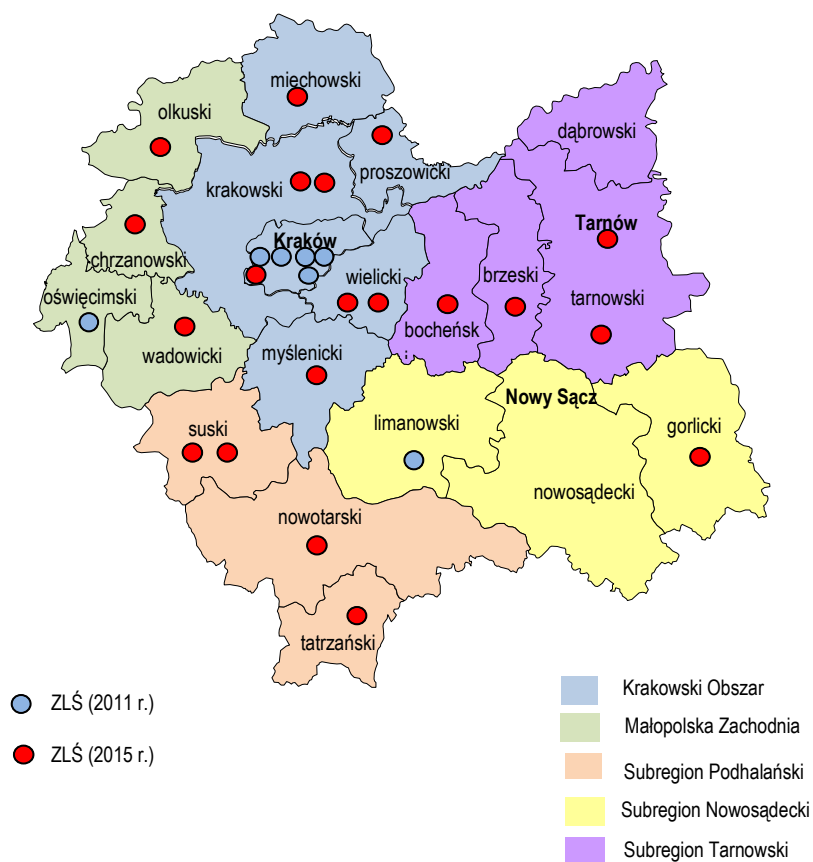 miechowski
olkuski
dąbrowski
proszowicki
krakowski
Tarnów
Kraków
chrzanowski
wielicki
brzeski
oświęcimski
tarnowski
bocheńsk
wadowicki
myślenicki
Nowy Sącz
limanowski
gorlicki
suski
nowosądecki
nowotarski
tatrzański
ZLŚ (2011 r.)
ZLŚ (2015 r.)
Krakowski Obszar
Małopolska Zachodnia
Subregion Podhalański
Subregion Nowosądecki
Subregion Tarnowski